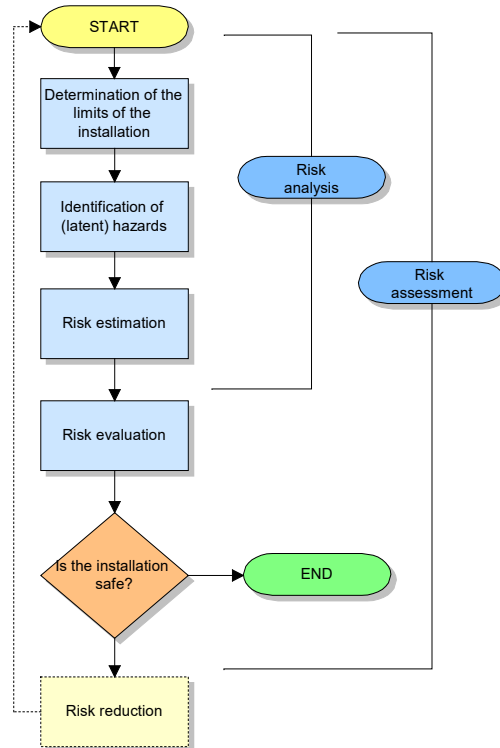 START
Determination of the
limits of the
installation
Risk
analysis
Identification of
(latent) hazards
Risk
assessment
Risk estimation
Risk evaluation
Is the installation
safe?
END
Risk reduction